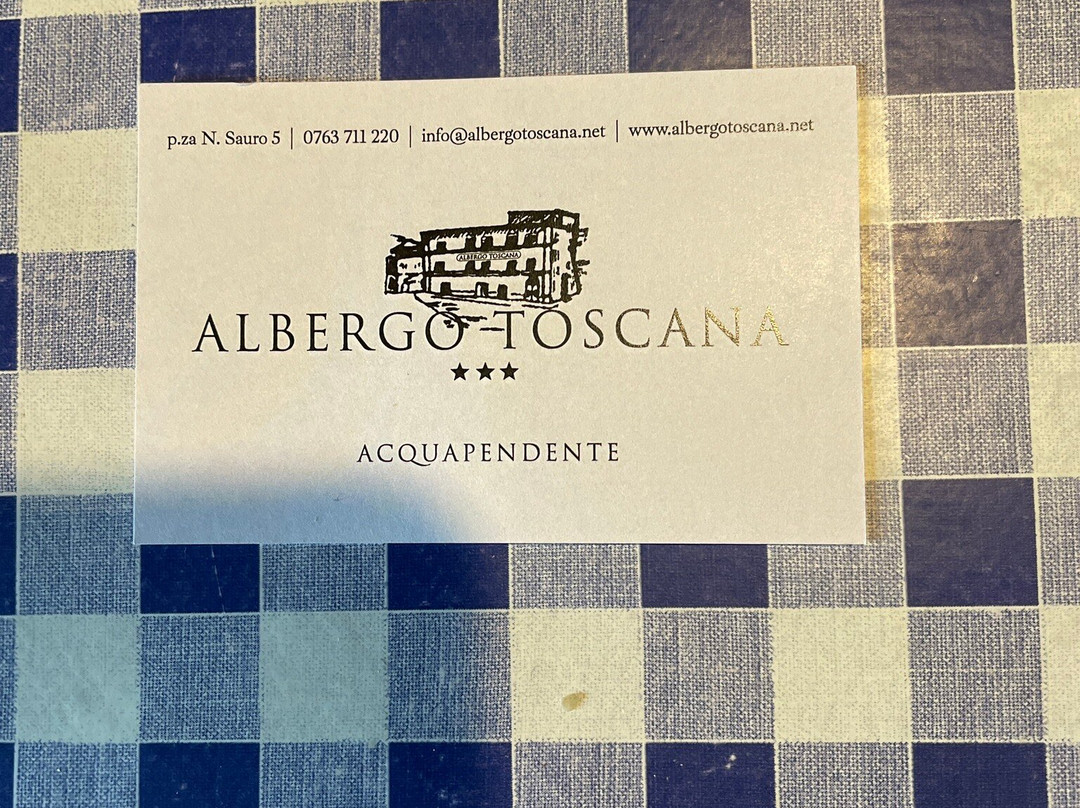 p.za N. Sauro 5 | 0763 711 220 | info@albergotoscana.net | www.albergotoscana.net
ALBERGO TOSCANA
ALBERGO TOSCANA
★★★
ACQUAPENDENTE